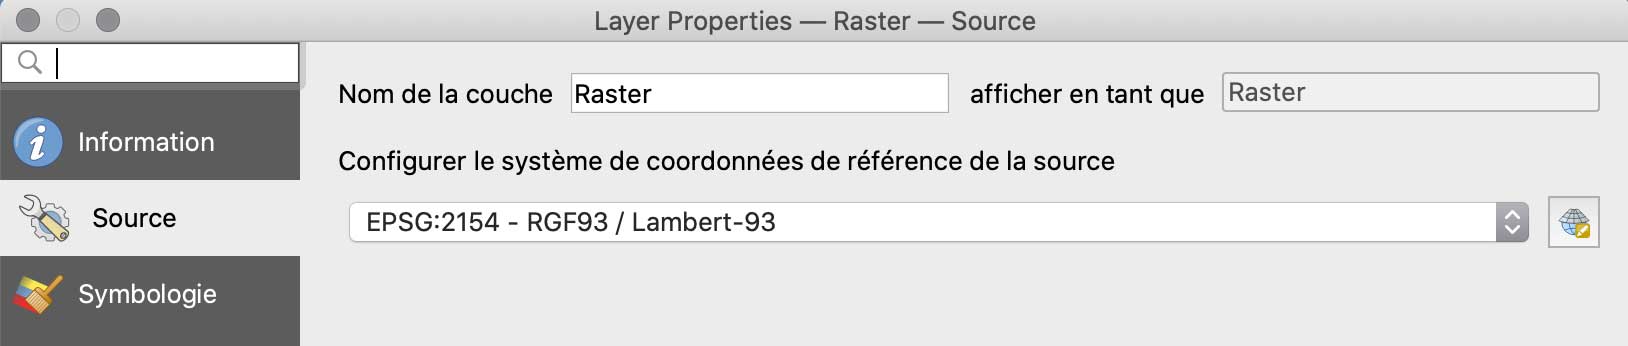 Layer Properties — Raster — Source
Nom de la couche Raster afficher en tant que Raster
Information
Configurer le système de coordonnées de référence de la source
Source
EPSG:2154 - RGF93 / Lambert-93
Symbologie